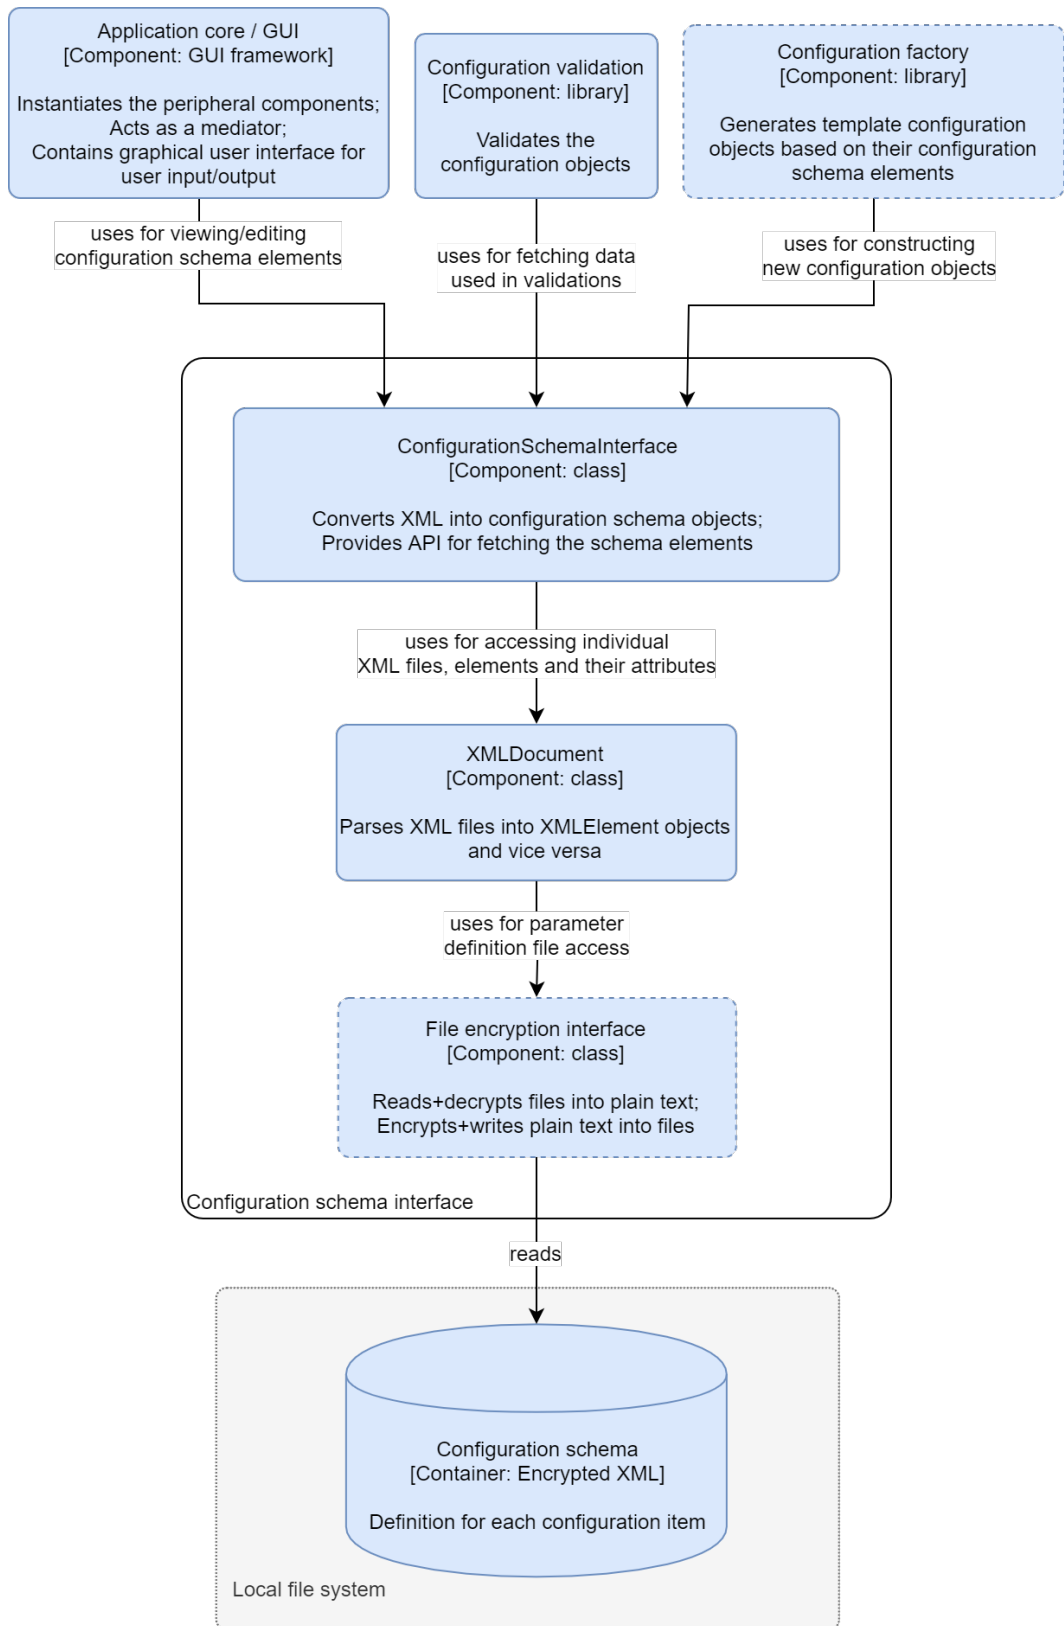 Application core / GUI
[Component: GUI framework]
Instantiates the peripheral components;
Acts as a mediator;
Contains graphical user interface for
user input/output
Configuration validation
[Component: library]
Validates the
configuration objects
Configuration factory
[Component: library]
Generates template configuration
objects based on their configuration
schema elements
uses for viewing/editing
configuration schema elements
uses for fetching data
used in validations
uses for constructing
new configuration objects
ConfigurationSchemaInterface
[Component: class]
Converts XML into configuration schema objects;
Provides API for fetching the schema elements
uses for accessing individual
XML files, elements and their attributes
XMLDocument
[Component: class]
Parses XML files into XMLElement objects
and vice versa
uses for parameter
definition file access
File encryption interface
[Component: class]
Reads+decrypts files into plain text;
Encrypts+writes plain text into files
Configuration schema interface
reads
Configuration schema
[Container: Encrypted XML]
Definition for each configuration item
Local file system